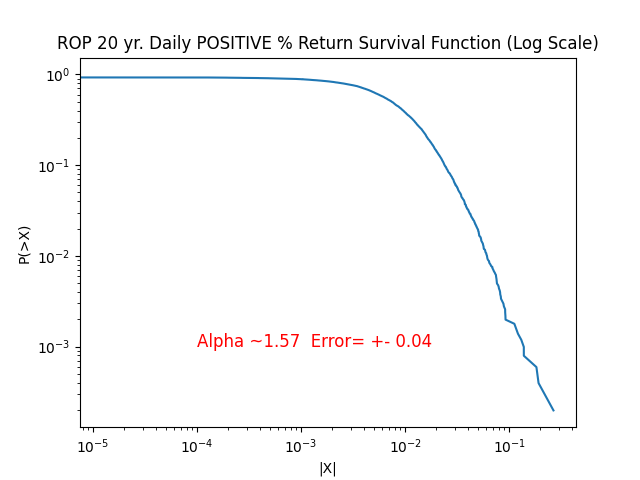 ROP 20 yr. Daily POSITIVE % Return Survival Function (Log Scale)
10⁰
10⁻¹
10⁻²
10⁻³
P(>X)
Alpha ~1.57  Error= +- 0.04
10⁻⁵ 10⁻⁴ 10⁻³ 10⁻² 10⁻¹
|X|